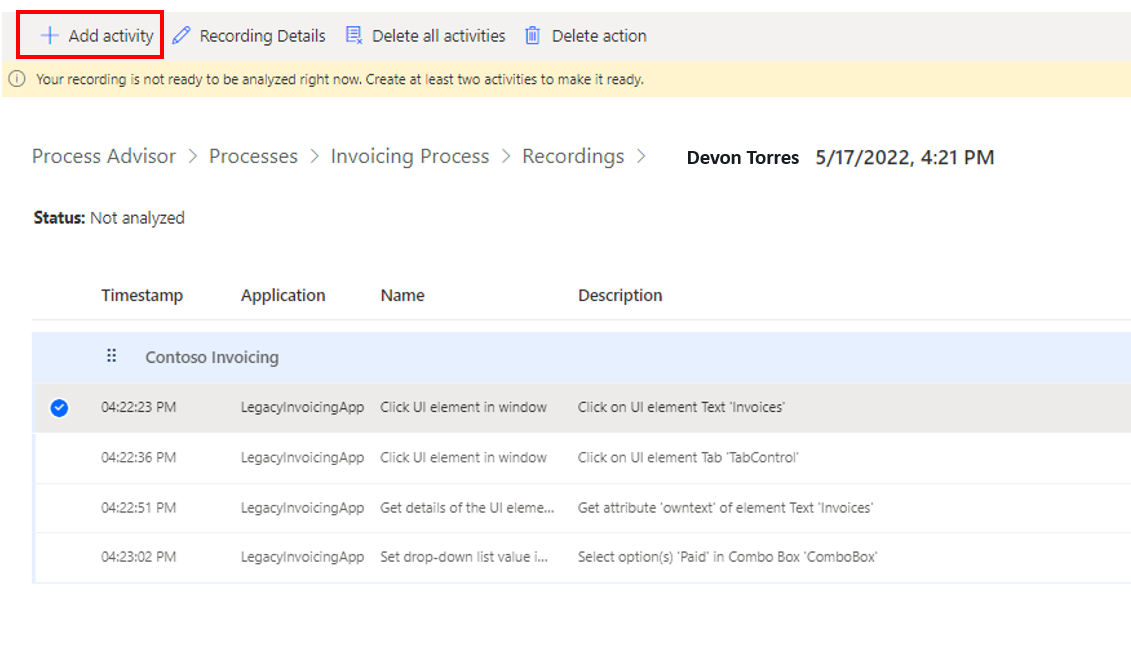 Add activity Recording Details Delete all activities Delete action
Your recording is not ready to be analyzed right now. Create at least two activities to make it ready.
Process Advisor > Processes > Invoicing Process > Recordings > Devon Torres 5/17/2022, 4:21 PM
Status: Not analyzed
Timestamp Application Name Description
Contoso Invoicing
04:22:23 PM LegacyInvoicingApp Click UI element in window Click on UI element Text 'Invoices'
04:22:36 PM LegacyInvoicingApp Click UI element in window Click on UI element Tab 'TabControl'
04:22:51 PM LegacyInvoicingApp Get details of the UI eleme... Get attribute 'owntext' of element Text 'Invoices'
04:23:02 PM LegacyInvoicingApp Set drop-down list value i... Select option(s) 'Paid' in Combo Box 'ComboBox'